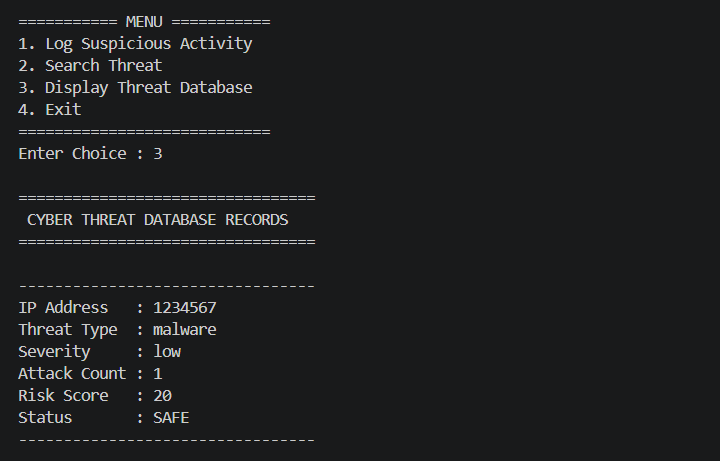 =========== MENU ===========
1. Log Suspicious Activity
2. Search Threat
3. Display Threat Database
4. Exit
============================
Enter Choice : 3
=================================
CYBER THREAT DATABASE RECORDS
=================================
---------------------------------
IP Address   : 1234567
Threat Type  : malware
Severity     : low
Attack Count : 1
Risk Score   : 20
Status       : SAFE
---------------------------------